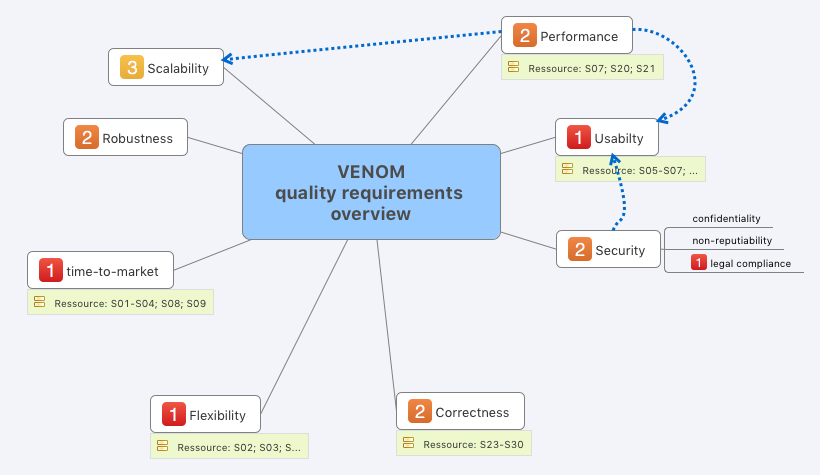 2 Performance
Ressource: S07; S20; S21
3 Scalability
2 Robustness
1 Usabilty
Ressource: S05-S07; ...
VENOM
quality requirements
overview
2 Security
confidentiality
non-reputiability
1 legal compliance
1 time-to-market
Ressource: S01-S04; S08; S09
1 Flexibility
Ressource: S02; S03; S...
2 Correctness
Ressource: S23-S30